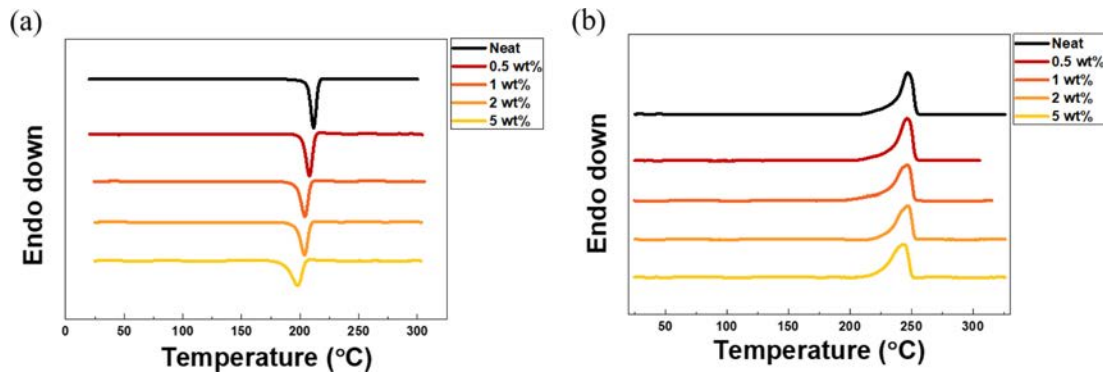 (a)
Endo down
Neat
0.5 wt%
1 wt%
2 wt%
5 wt%
0 50 100 150 200 250 300
Temperature (°C)
(b)
Endo down
Neat
0.5 wt%
1 wt%
2 wt%
5 wt%
50 100 150 200 250 300
Temperature (°C)